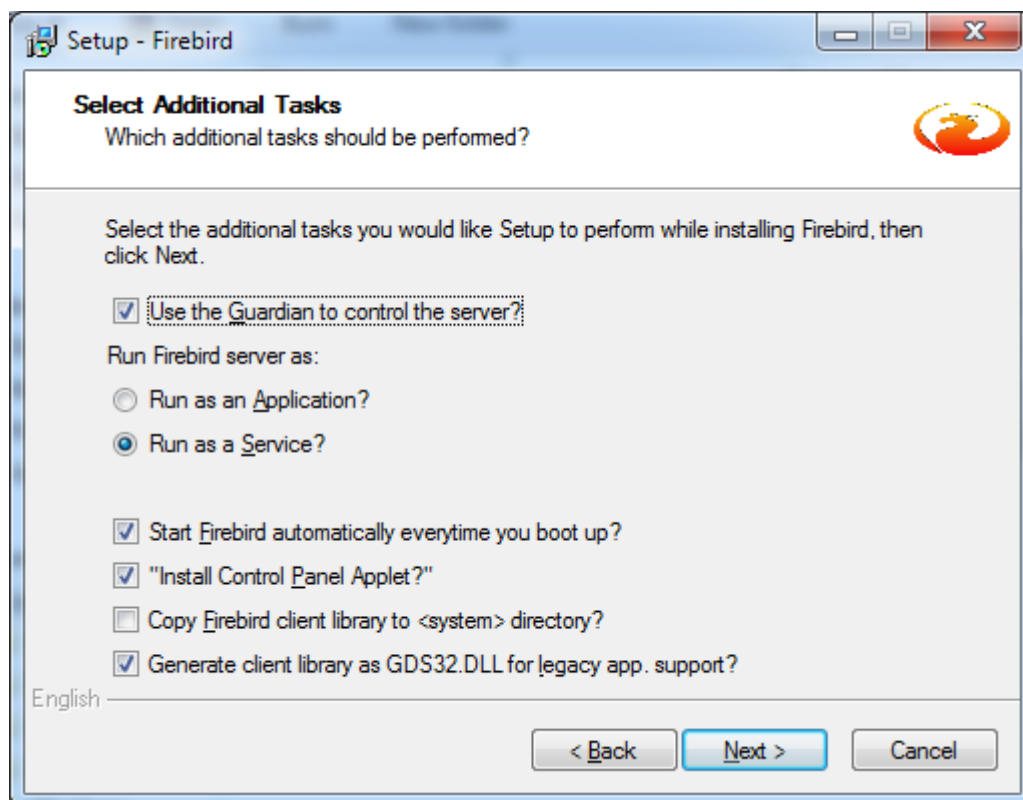 Setup - Firebird
Select Additional Tasks
Which additional tasks should be performed?
Select the additional tasks you would like Setup to perform while installing Firebird, then
click Next.
Use the Guardian to control the server?
Run Firebird server as:
Run as an Application?
Run as a Service?
Start Firebird automatically everytime you boot up?
"Install Control Panel Applet?"
Copy Firebird client library to <system> directory?
Generate client library as GDS32.DLL for legacy app. support?
English
< Back Next > Cancel